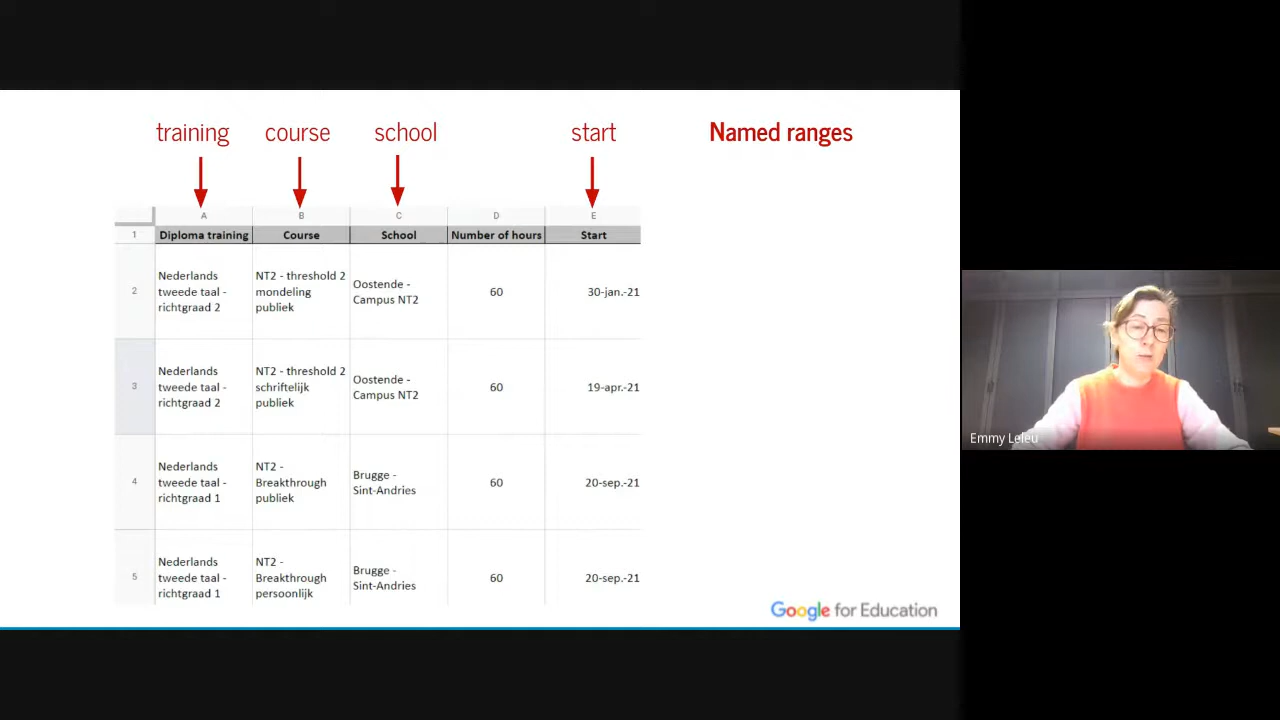 training course school start Named ranges
A B C D E
1 Diploma training Course School Number of hours Start
2 Nederlands tweede taal - richtgraad 2 NT2 - threshold 2 mondeling publiek Oostende - Campus NT2 60 30-jan.-21
3 Nederlands tweede taal - richtgraad 2 NT2 - threshold 2 schriftelijk publiek Oostende - Campus NT2 60 19-apr.-21
4 Nederlands tweede taal - richtgraad 1 NT2 - Breakthrough publiek Brugge - Sint-Andries 60 20-sep.-21
5 Nederlands tweede taal - richtgraad 1 NT2 - Breakthrough persoonlijk Brugge - Sint-Andries 60 20-sep.-21
Google for Education
Emmy Leleu